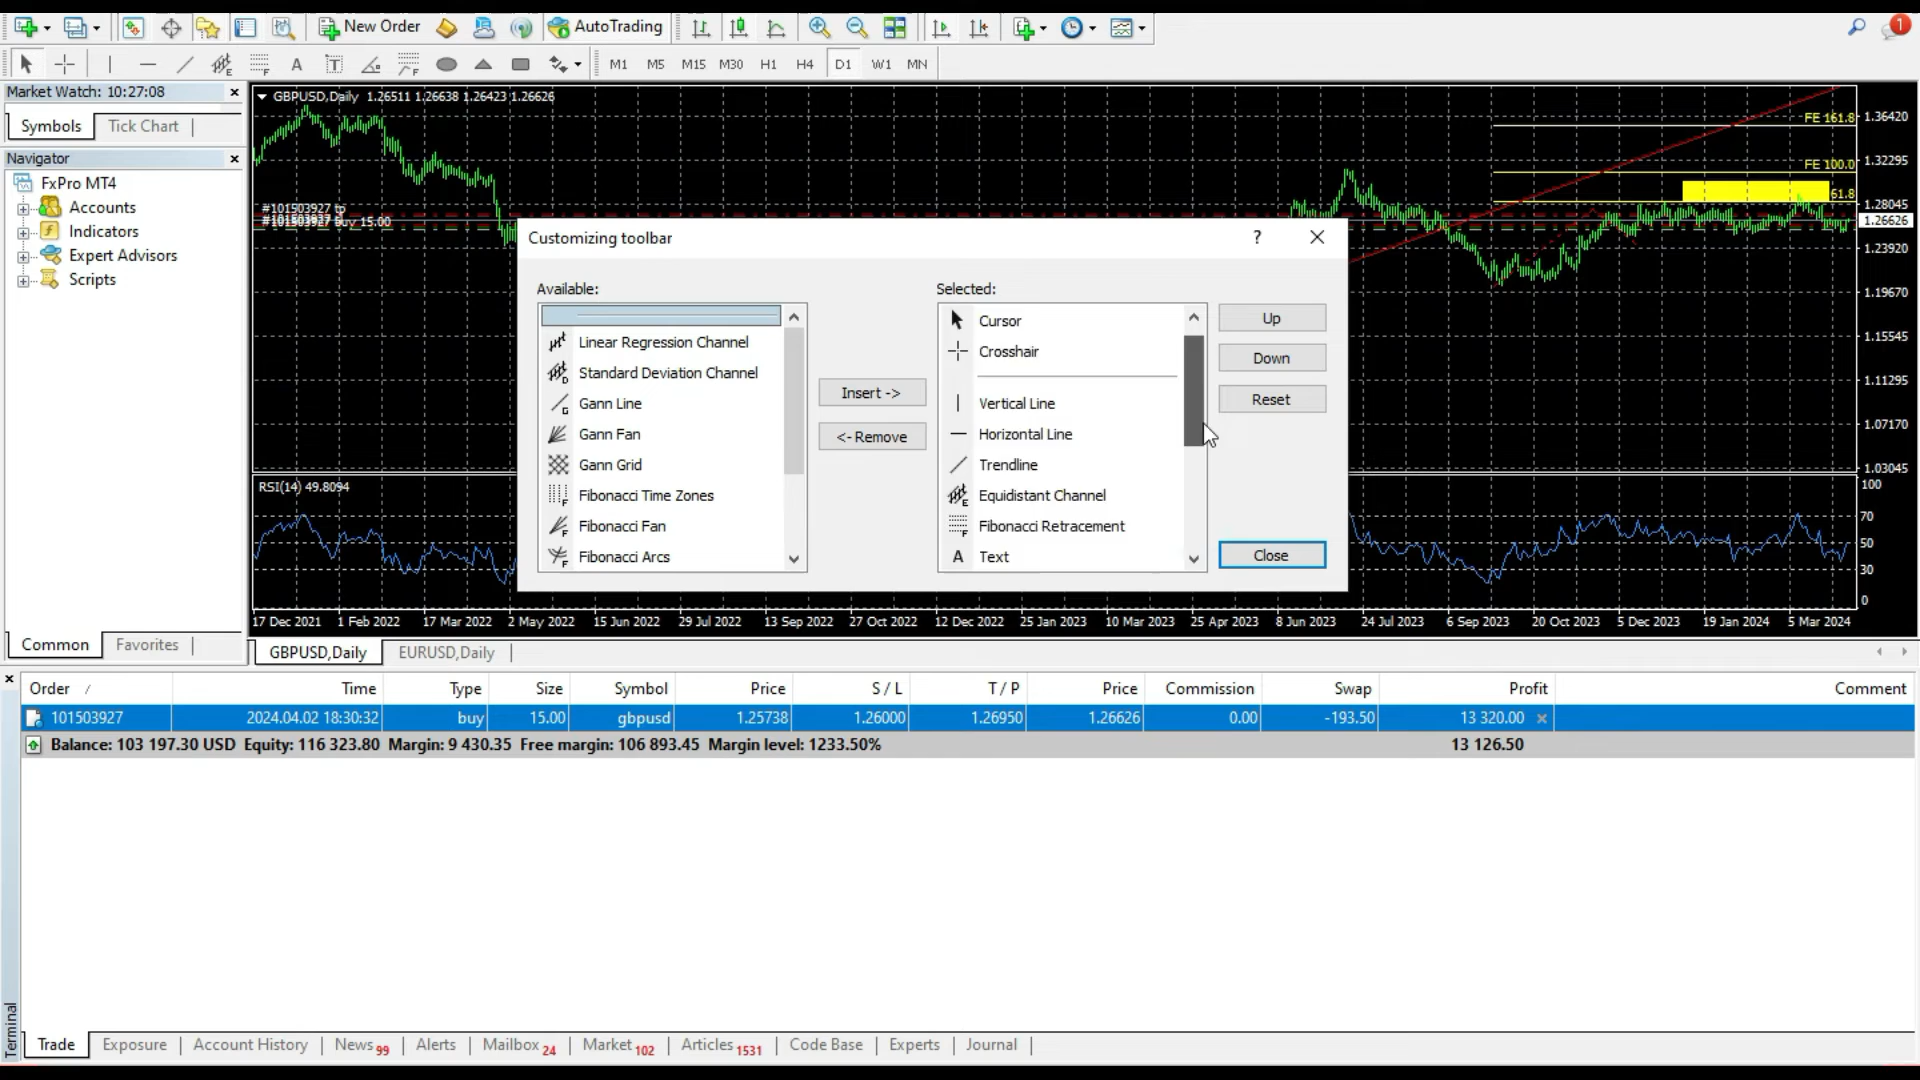 New Order
AutoTrading
1
M1 M5 M15 M30 H1 H4 D1 W1 MN
Market Watch: 10:27:08
Symbols
Tick Chart
Navigator
FxPro MT4
Accounts
Indicators
Expert Advisors
Scripts
Common
Favorites
GBPUSD,Daily 1.26511 1.26638 1.26423 1.26626
#101503927 tp
#101503927 buy 15.00
FE 161.8
FE 100.0
61.8
1.36420
1.32295
1.28045
1.26626
1.23920
1.19670
1.15545
1.11295
1.07170
1.03045
Customizing toolbar
?
Available:
Linear Regression Channel
Standard Deviation Channel
Gann Line
Gann Fan
Gann Grid
Fibonacci Time Zones
Fibonacci Fan
Fibonacci Arcs
Insert ->
<- Remove
Selected:
Cursor
Crosshair
Vertical Line
Horizontal Line
Trendline
Equidistant Channel
Fibonacci Retracement
A Text
Up
Down
Reset
Close
RSI(14) 49.8094
100
70
50
30
0
17 Dec 2021 1 Feb 2022 17 Mar 2022 2 May 2022 15 Jun 2022 29 Jul 2022 13 Sep 2022 27 Oct 2022 12 Dec 2022 25 Jan 2023 10 Mar 2023 25 Apr 2023 8 Jun 2023 24 Jul 2023 6 Sep 2023 20 Oct 2023 5 Dec 2023 19 Jan 2024 5 Mar 2024
GBPUSD,Daily
EURUSD,Daily
Order / Time Type Size Symbol Price S / L T / P Price Commission Swap Profit Comment
101503927 2024.04.02 18:30:32 buy 15.00 gbpusd 1.25738 1.26000 1.26950 1.26626 0.00 -193.50 13 320.00
Balance: 103 197.30 USD Equity: 116 323.80 Margin: 9 430.35 Free margin: 106 893.45 Margin level: 1233.50% 13 126.50
Terminal
Trade Exposure Account History News 99 Alerts Mailbox 24 Market 102 Articles 1531 Code Base Experts Journal